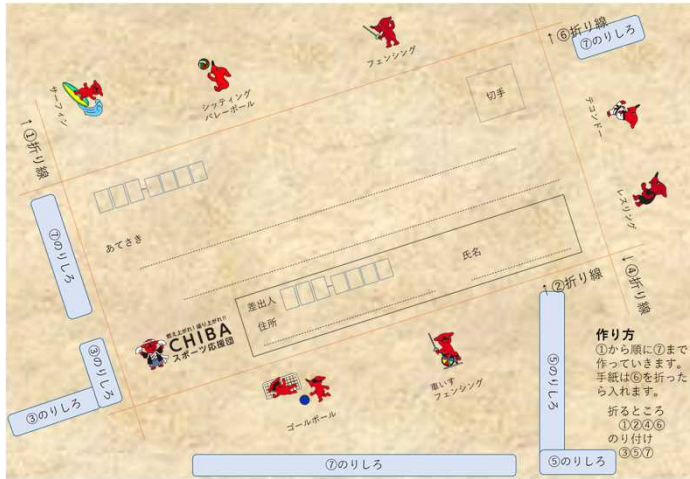 ↑⑥折り線
⑦のりしろ
フェンシング
シッティング
バレーボール
サーフィン
切手
テコンドー
↑①折り線
レスリング
⑦のりしろ
あてさき
氏名
↓④折り線
↑②折り線
差出人
住所
燃え上がれ!盛り上がれ!!
CHIBA
スポーツ応援団
③のりしろ
③のりしろ
車いす
フェンシング
ゴールボール
⑤のりしろ
作り方
①から順に⑦まで
作っていきます。
手紙は⑥を折った
ら入れます。
折るところ
①②④⑥
のり付け
③⑤⑦
⑦のりしろ
⑤のりしろ